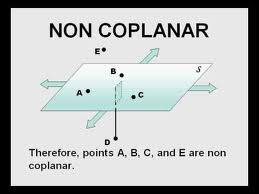 NON COPLANAR
E
S
B
A
C
D
Therefore, points A, B, C, and E are non
coplanar.